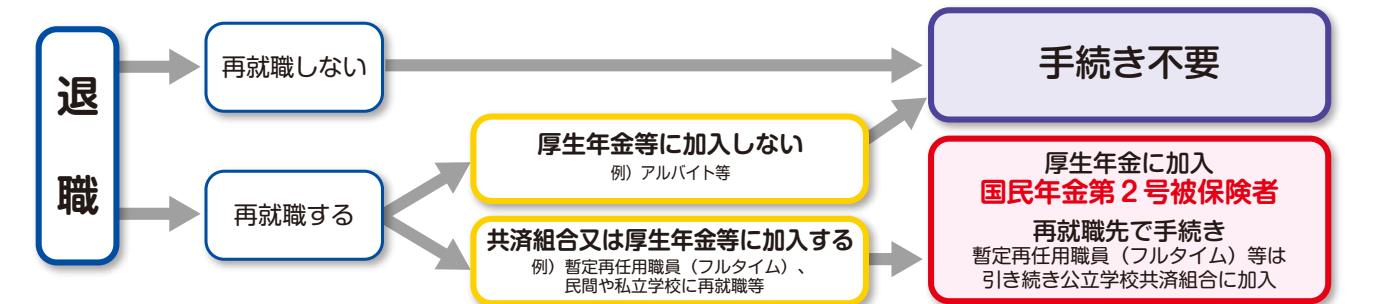 退職
再就職しない
手続き不要
再就職する
厚生年金等に加入しない
例）アルバイト等
共済組合又は厚生年金等に加入する
例）暫定再任用職員（フルタイム）、
民間や私立学校に再就職等
厚生年金に加入
国民年金第２号被保険者
再就職先で手続き
暫定再任用職員（フルタイム）等は
引き続き公立学校共済組合に加入